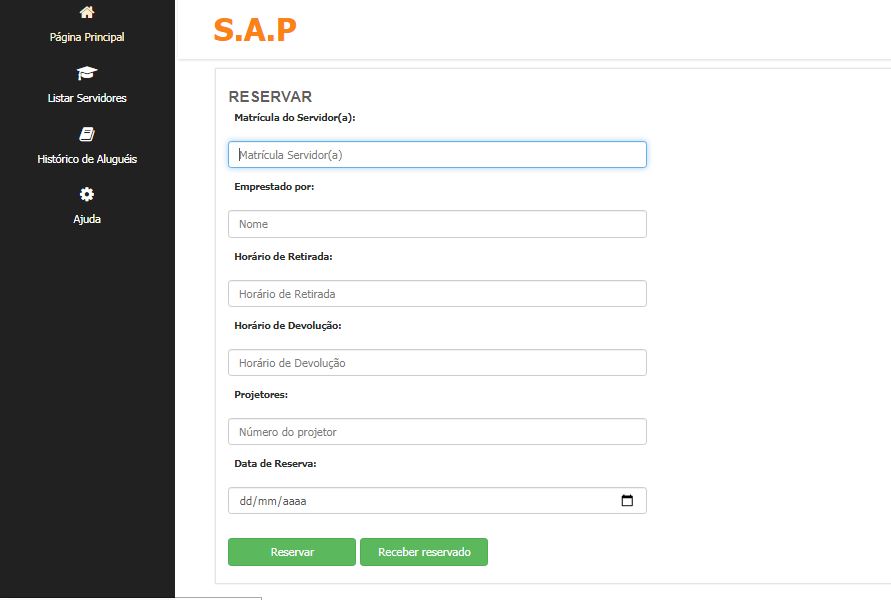 Página Principal
Listar Servidores
Histórico de Aluguéis
Ajuda
S.A.P
RESERVAR
Matrícula do Servidor(a):
Matrícula Servidor(a)
Emprestado por:
Nome
Horário de Retirada:
Horário de Retirada
Horário de Devolução:
Horário de Devolução
Projetores:
Número do projetor
Data de Reserva:
dd/mm/aaaa
Reservar Receber reservado